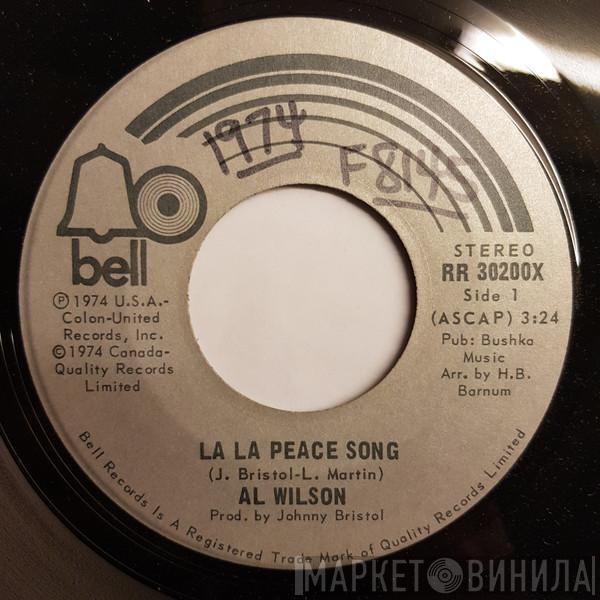 1974
F8145
bell
STEREO
RR 30200X
Side 1
(ASCAP) 3:24
Pub: Bushka
Music
Arr. by H.B.
Barnum
℗ 1974 U.S.A.-
Colon-United
Records, Inc.
© 1974 Canada-
Quality Records
Limited
LA LA PEACE SONG
(J. Bristol-L. Martin)
AL WILSON
Prod. by Johnny Bristol
Bell Records Is A Registered Trade Mark of Quality Records Limited
МАРКЕТ ВИНИЛА